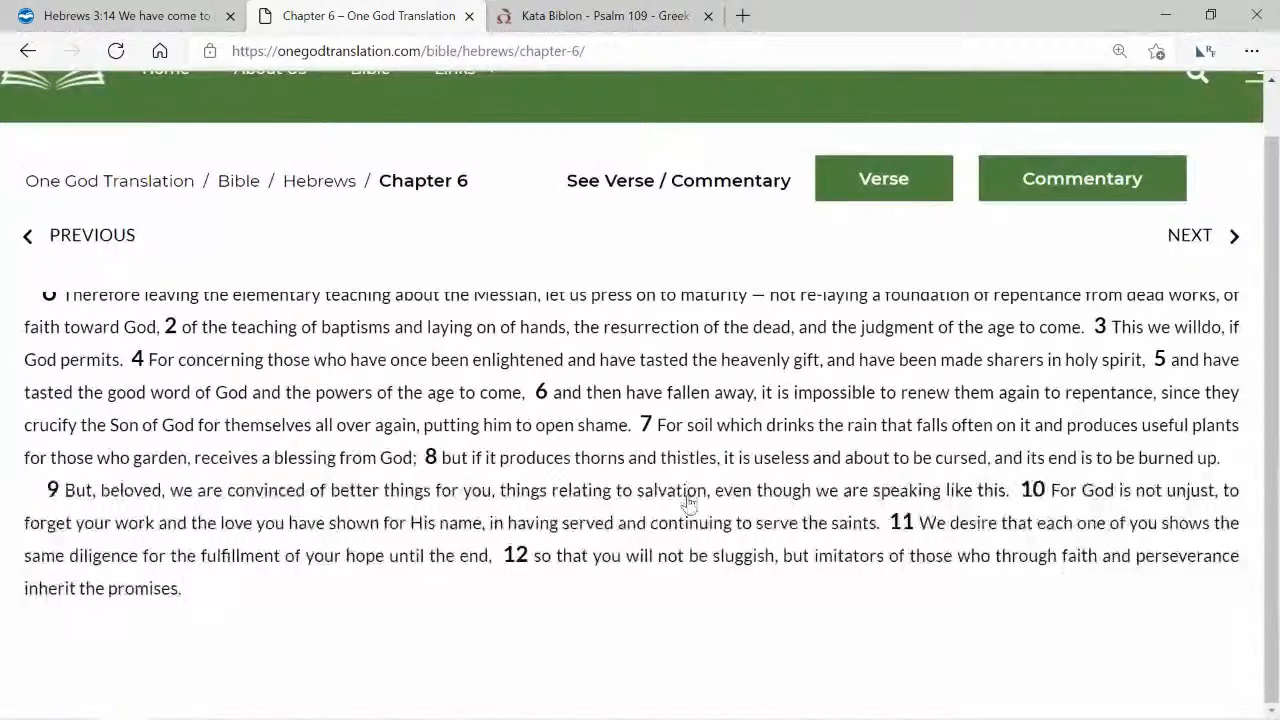 Hebrews 3:14 We have come to
Chapter 6 – One God Translation
Kata Biblon - Psalm 109 - Greek
https://onegodtranslation.com/bible/hebrews/chapter-6/
Home About Us Bible Links
One God Translation / Bible / Hebrews / Chapter 6 See Verse / Commentary Verse Commentary
PREVIOUS NEXT
6 Therefore leaving the elementary teaching about the Messiah, let us press on to maturity — not re-laying a foundation of repentance from dead works, of
faith toward God, 2 of the teaching of baptisms and laying on of hands, the resurrection of the dead, and the judgment of the age to come. 3 This we willdo, if
God permits. 4 For concerning those who have once been enlightened and have tasted the heavenly gift, and have been made sharers in holy spirit, 5 and have
tasted the good word of God and the powers of the age to come, 6 and then have fallen away, it is impossible to renew them again to repentance, since they
crucify the Son of God for themselves all over again, putting him to open shame. 7 For soil which drinks the rain that falls often on it and produces useful plants
for those who garden, receives a blessing from God; 8 but if it produces thorns and thistles, it is useless and about to be cursed, and its end is to be burned up.
9 But, beloved, we are convinced of better things for you, things relating to salvation, even though we are speaking like this. 10 For God is not unjust, to
forget your work and the love you have shown for His name, in having served and continuing to serve the saints. 11 We desire that each one of you shows the
same diligence for the fulfillment of your hope until the end, 12 so that you will not be sluggish, but imitators of those who through faith and perseverance
inherit the promises.